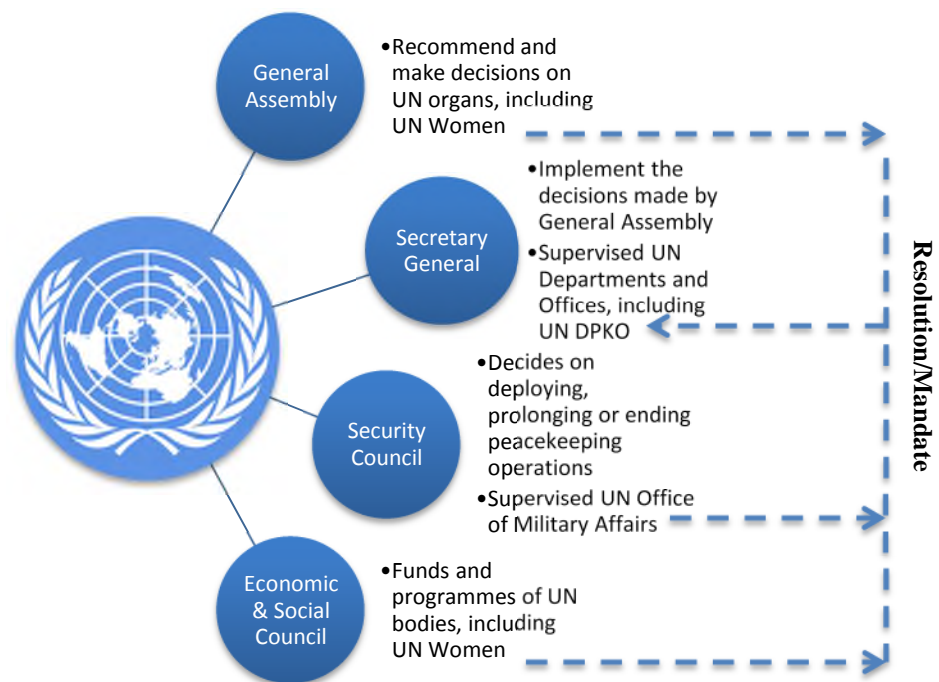 General
Assembly
•Recommend and
make decisions on
UN organs, including
UN Women
Secretary
General
•Implement the
decisions made by
General Assembly
•Supervised UN
Departments and
Offices, including
UN DPKO
Security
Council
•Decides on
deploying,
prolonging or ending
peacekeeping
operations
•Supervised UN Office
of Military Affairs
Economic
& Social
Council
•Funds and
programmes of UN
bodies, including
UN Women
Resolution/Mandate